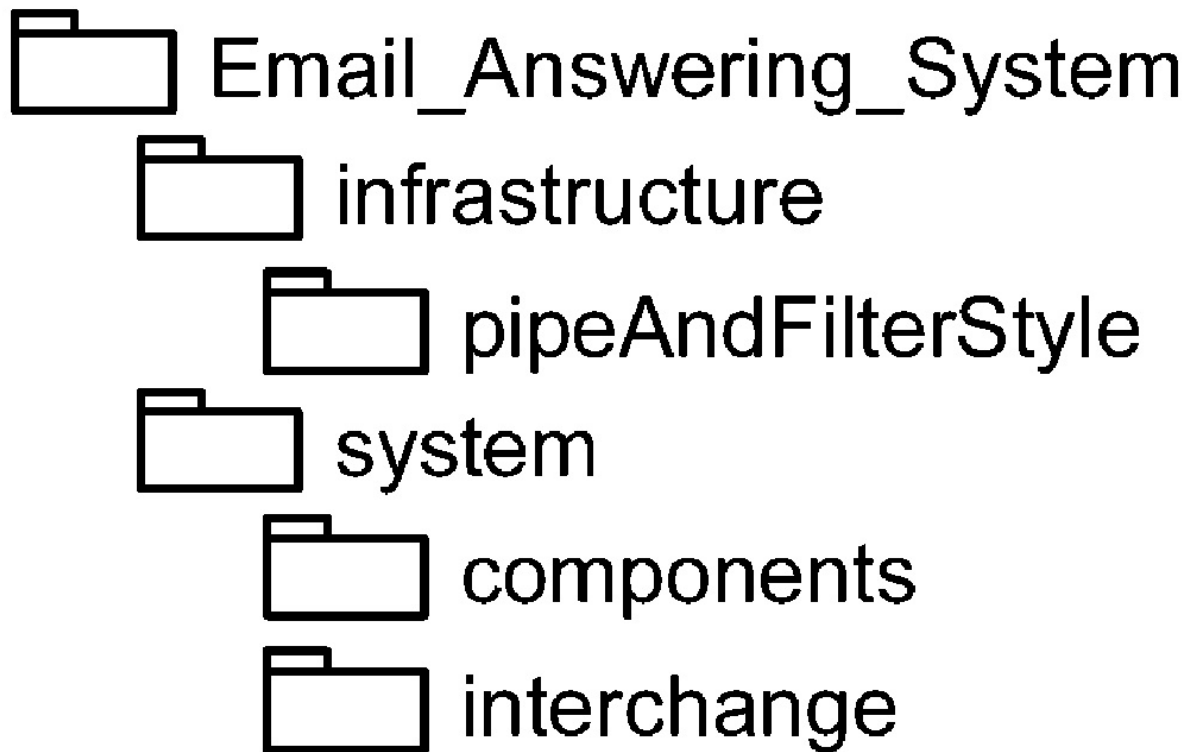 Email_Answering_System
infrastructure
pipeAndFilterStyle
system
components
interchange